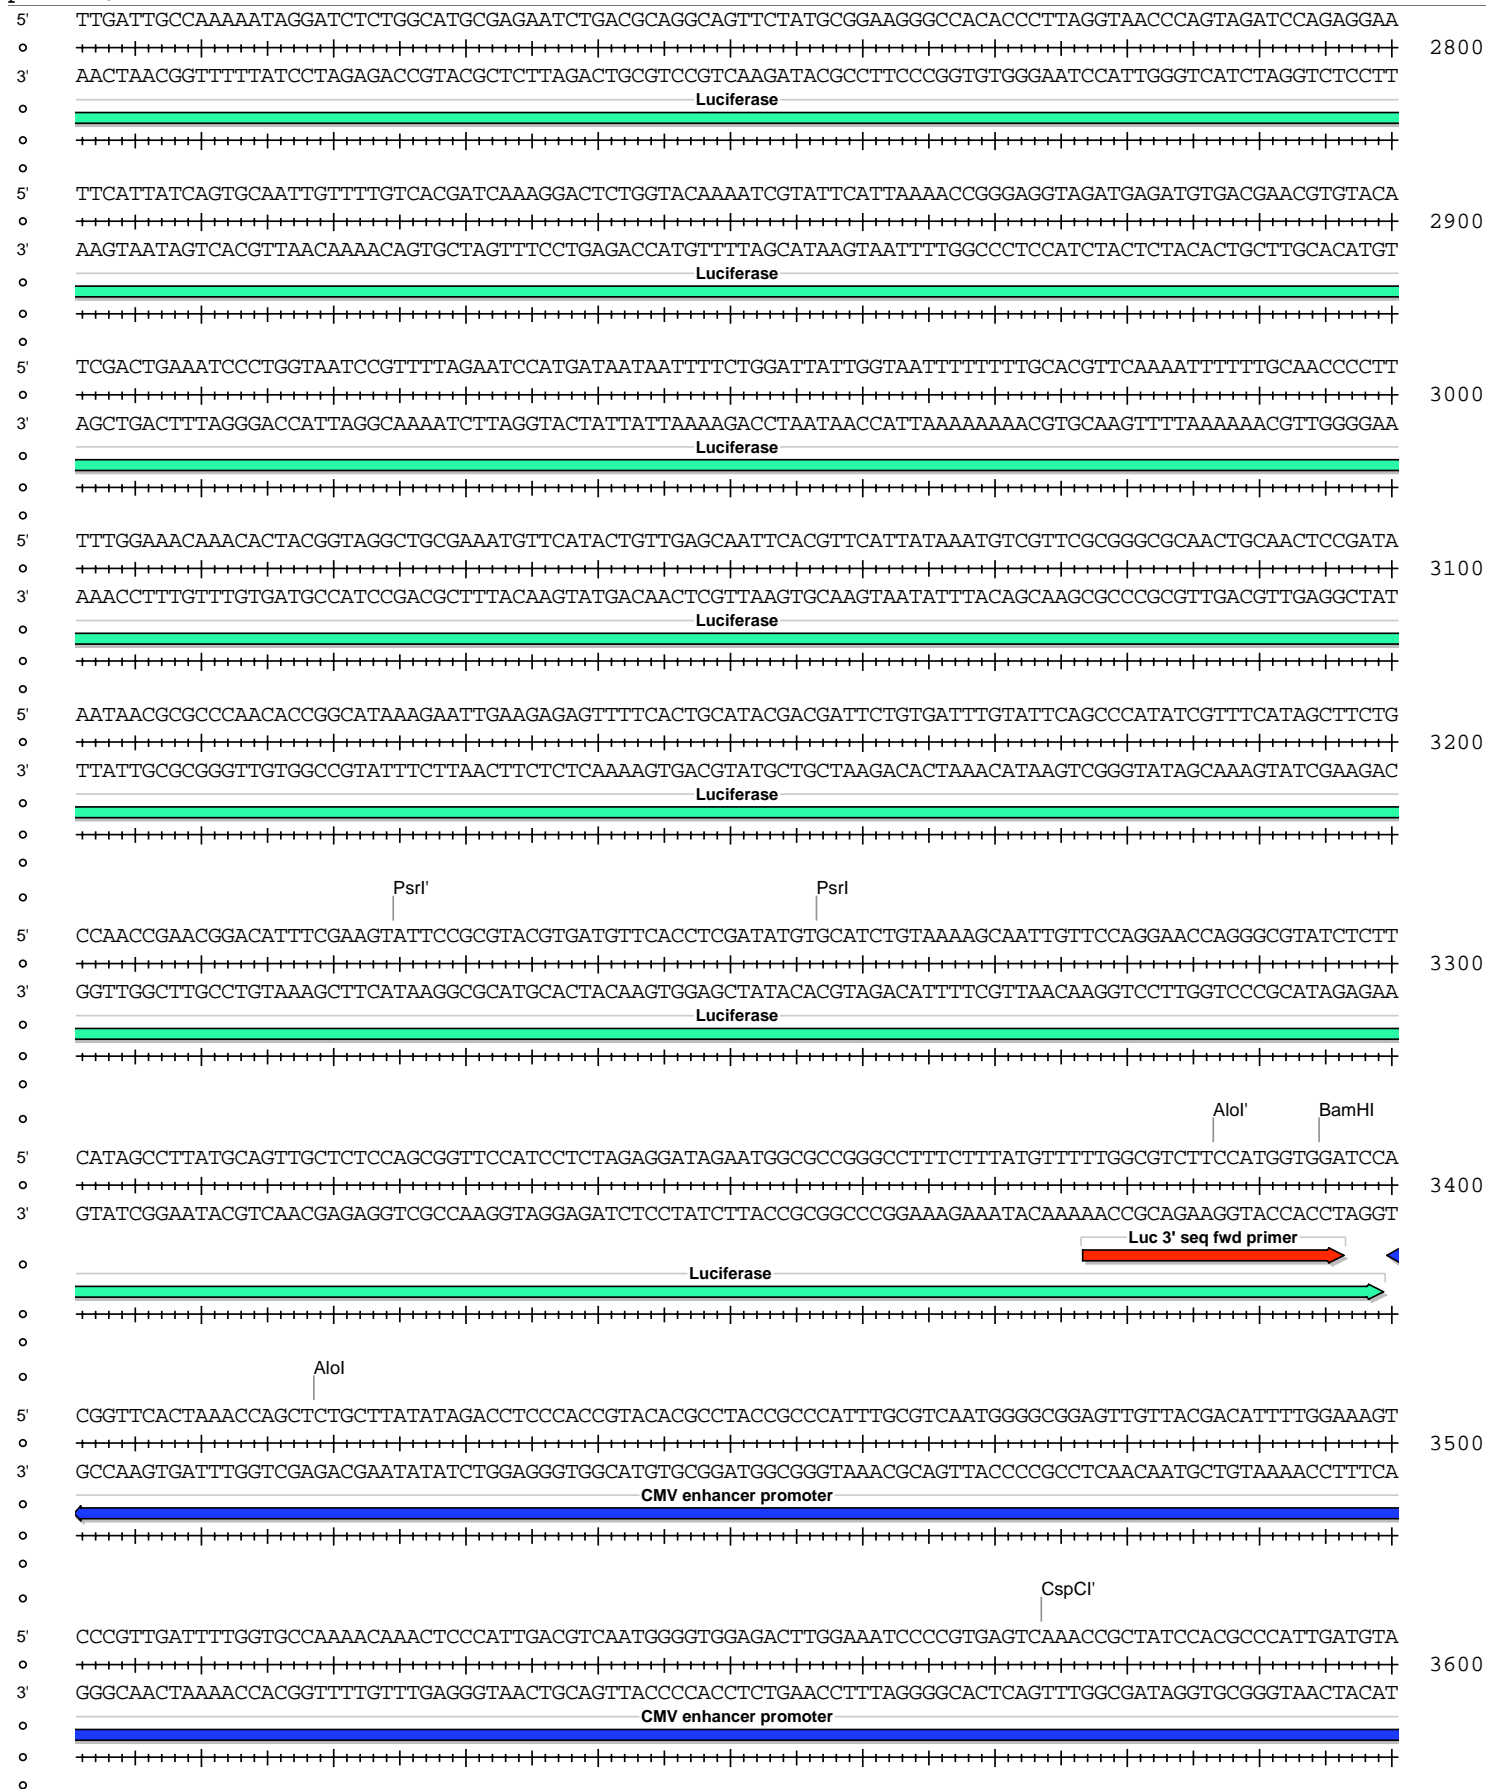 5' TTGATTGCCAAAAATAGGATCTCTGGCATGCGAGAATCTGACGCAGGCAGTTCTATGCGGAAGGGCCACACCCTTAGGTAACCCAGTAGATCCAGAGGAA
2800
3' AACTAACGGTTTTTATCCTAGAGACCGTACGCTCTTAGACTGCGTCCGTCAAGATACGCCTTCCCGGTGTGGGAATCCATTGGGTCATCTAGGTCTCCTT
Luciferase
5' TTCATTATCAGTGCAATTGTTTTGTCACGATCAAAGGACTCTGGTACAAAATCGTATTCATTAAAACCGGGAGGTAGATGAGATGTGACGAACGTGTACA
2900
3' AAGTAATAGTCACGTTAACAAAACAGTGCTAGTTTCCTGAGACCATGTTTTAGCATAAGTAATTTTGGCCCTCCATCTACTCTACACTGCTTGCACATGT
Luciferase
5' TCGACTGAAATCCCTGGTAATCCGTTTTAGAATCCATGATAATAATTTTCTGGATTATTGGTAATTTTTTTTGCACGTTCAAAATTTTTTGCAACCCCTT
3000
3' AGCTGACTTTAGGGACCATTAGGCAAAATCTTAGGTACTATTATTAAAAGACCTAATAACCATTAAAAAAAACGTGCAAGTTTTAAAAAACGTTGGGGAA
Luciferase
5' TTTGGAAACAAACACTACGGTAGGCTGCGAAATGTTCATACTGTTGAGCAATTCACGTTCATTATAAATGTCGTTCGCGGGCGCAACTGCAACTCCGATA
3100
3' AAACCTTTGTTTGTGATGCCATCCGACGCTTTACAAGTATGACAACTCGTTAAGTGCAAGTAATATTTACAGCAAGCGCCCGCGTTGACGTTGAGGCTAT
Luciferase
5' AATAACGCGCCCAACACCGGCATAAAGAATTGAAGAGAGTTTTCACTGCATACGACGATTCTGTGATTTGTATTCAGCCCATATCGTTTCATAGCTTCTG
3200
3' TTATTGCGCGGGTTGTGGCCGTATTTCTTAACTTCTCTCAAAAGTGACGTATGCTGCTAAGACACTAAACATAAGTCGGGTATAGCAAAGTATCGAAGAC
Luciferase
PsrI' PsrI
5' CCAACCGAACGGACATTTCGAAGTATTCCGCGTACGTGATGTTCACCTCGATATGTGCATCTGTAAAAGCAATTGTTCCAGGAACCAGGGCGTATCTCTT
3300
3' GGTTGGCTTGCCTGTAAAGCTTCATAAGGCGCATGCACTACAAGTGGAGCTATACACGTAGACATTTTCGTTAACAAGGTCCTTGGTCCCGCATAGAGAA
Luciferase
AloI' BamHI
5' CATAGCCTTATGCAGTTGCTCTCCAGCGGTTCCATCCTCTAGAGGATAGAATGGCGCCGGGCCTTTCTTTATGTTTTTGGCGTCTTCCATGGTGGATCCA
3400
3' GTATCGGAATACGTCAACGAGAGGTCGCCAAGGTAGGAGATCTCCTATCTTACCGCGGCCCGGAAAGAAATACAAAAACCGCAGAAGGTACCACCTAGGT
Luc 3' seq fwd primer
Luciferase
AloI
5' CGGTTCACTAAACCAGCTCTGCTTATATAGACCTCCCACCGTACACGCCTACCGCCCATTTGCGTCAATGGGGCGGAGTTGTTACGACATTTTGGAAAGT
3500
3' GCCAAGTGATTTGGTCGAGACGAATATATCTGGAGGGTGGCATGTGCGGATGGCGGGTAAACGCAGTTACCCCGCCTCAACAATGCTGTAAAACCTTTCA
CMV enhancer promoter
CspCI'
5' CCCGTTGATTTTGGTGCCAAAACAAACTCCCATTGACGTCAATGGGGTGGAGACTTGGAAATCCCCGTGAGTCAAACCGCTATCCACGCCCATTGATGTA
3600
3' GGGCAACTAAAACCACGGTTTTGTTTGAGGGTAACTGCAGTTACCCCACCTCTGAACCTTTAGGGGCACTCAGTTTGGCGATAGGTGCGGGTAACTACAT
CMV enhancer promoter